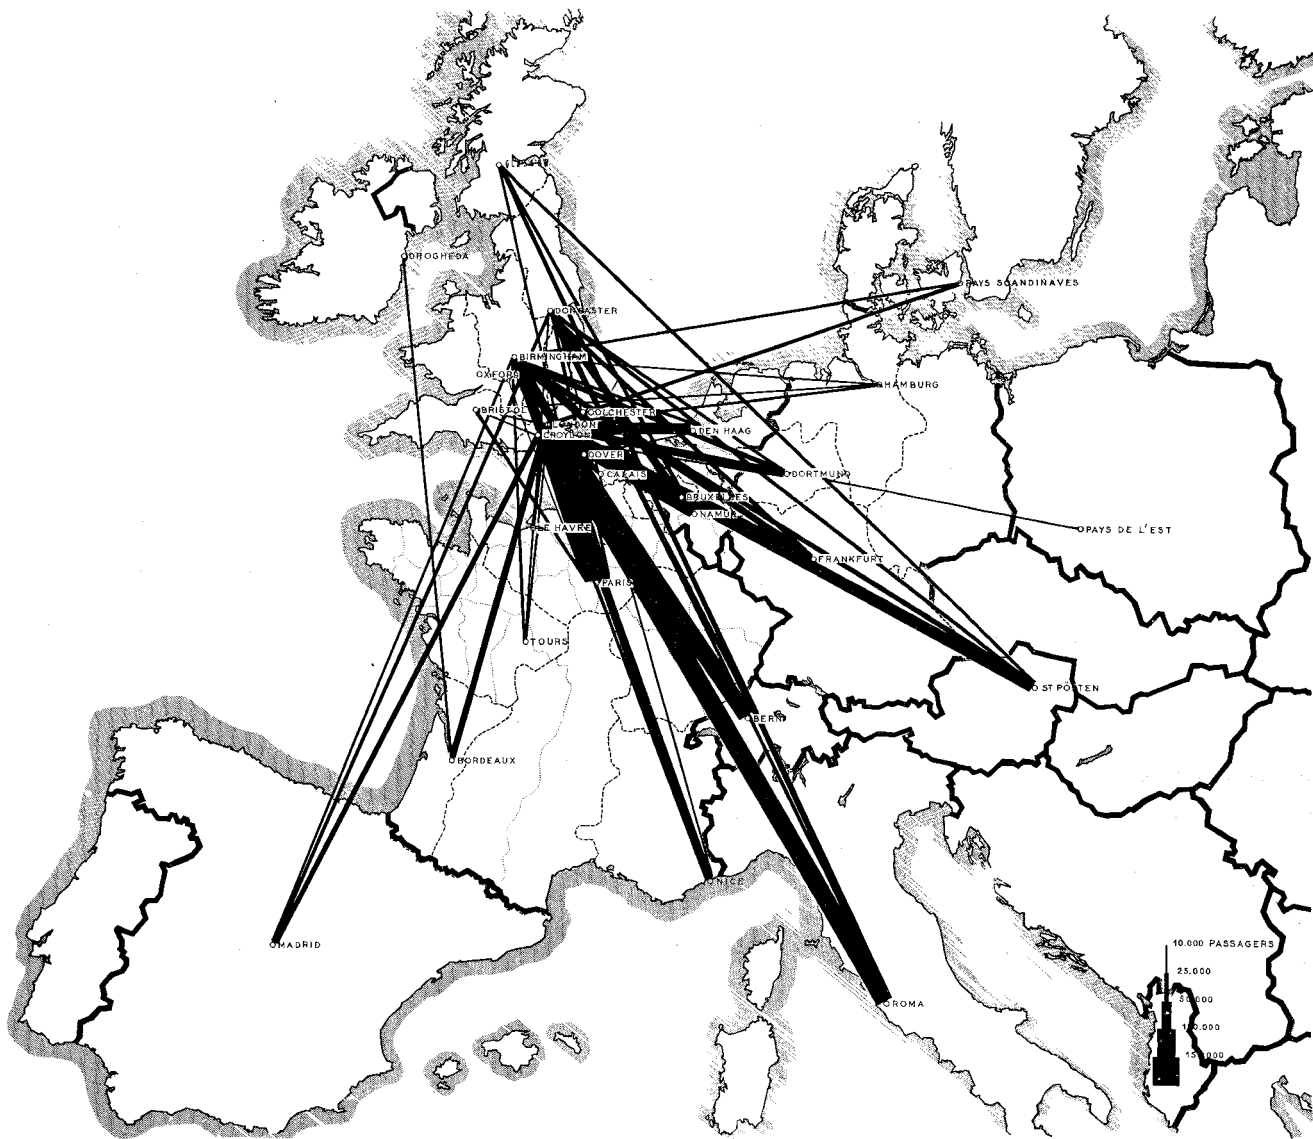 DROGHEDA
PAYS SCANDINAVES
DONCASTER
BIRMINGHAM
OXFORD
HAMBURG
BRISTOL
COLCHESTER
LONDON
DEN HAAG
CROYDON
DOVER
CALAIS
DORTMUND
BRUXELLES
NAMUR
LE HAVRE
PAYS DE L'EST
FRANKFURT
PARIS
TOURS
ST PÖLTEN
BERN
BORDEAUX
NICE
MADRID
10.000 PASSAGERS
25.000
50.000
ROMA